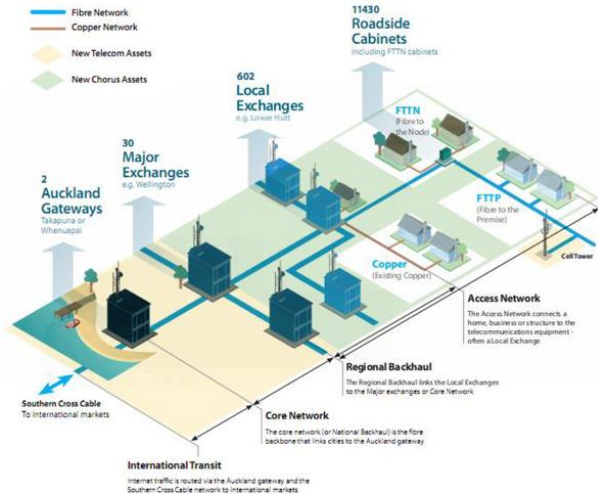 Fibre Network
Copper Network
New Telecom Assets
New Chorus Assets
11430
Roadside
Cabinets
including FTTN cabinets
602
Local
Exchanges
e.g. Lower Hutt
30
Major
Exchanges
e.g. Wellington
2
Auckland
Gateways
Takapuna or
Whenuapai
FTTN
(Fibre to
the Node)
FTTP
(Fibre to the
Premise)
Copper
(Existing Copper)
Cell Tower
Access Network
The Access Network connects a
home, business or structure to the
telecommunications equipment -
often a Local Exchange
Regional Backhaul
The Regional Backhaul links the Local Exchanges
to the Major exchanges or Core Network
Southern Cross Cable
To international markets
Core Network
The core network (or National Backhaul) is the fibre
backbone that links cities to the Auckland gateway
International Transit
Internet traffic is routed via the Auckland gateway and the
Southern Cross Cable network to international markets